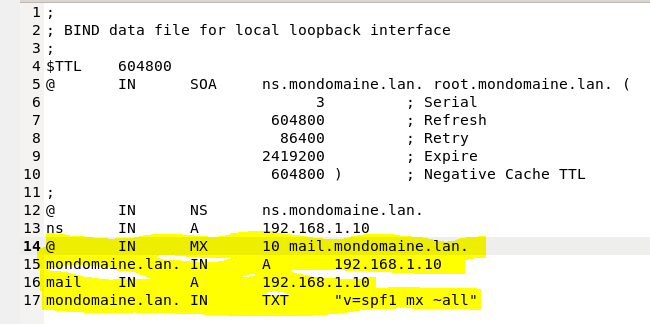 1 ;
2 ; BIND data file for local loopback interface
3 ;
4 $TTL    604800
5 @       IN      SOA     ns.mondomaine.lan. root.mondomaine.lan. (
6                               3         ; Serial
7                          604800         ; Refresh
8                           86400         ; Retry
9                         2419200         ; Expire
10                         604800 )       ; Negative Cache TTL
11 ;
12 @       IN      NS      ns.mondomaine.lan.
13 ns      IN      A       192.168.1.10
14 @       IN      MX      10 mail.mondomaine.lan.
15 mondomaine.lan. IN      A       192.168.1.10
16 mail    IN      A       192.168.1.10
17 mondomaine.lan. IN      TXT     "v=spf1 mx ~all"